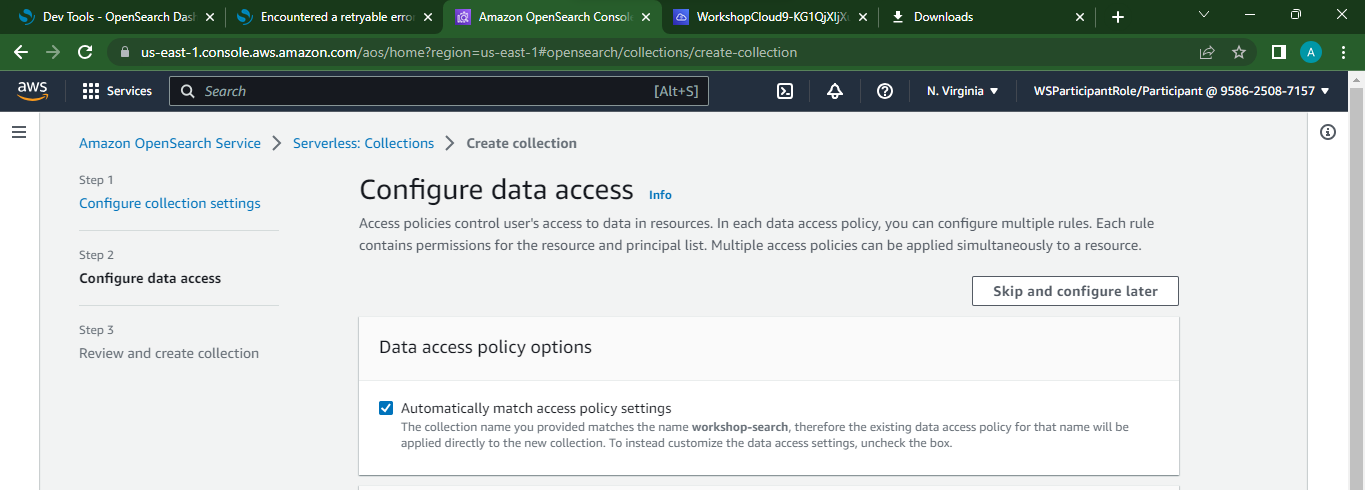 Dev Tools - OpenSearch Das
Encountered a retryable erro
Amazon OpenSearch Consol
WorkshopCloud9-KG1QjXIjX
Downloads
us-east-1.console.aws.amazon.com/aos/home?region=us-east-1#opensearch/collections/create-collection
A
aws
Services
Search
[Alt+S]
N. Virginia
WSParticipantRole/Participant @ 9586-2508-7157
Amazon OpenSearch Service
Serverless: Collections
Create collection
Step 1
Configure collection settings
Step 2
Configure data access
Step 3
Review and create collection
Configure data access Info
Access policies control user's access to data in resources. In each data access policy, you can configure multiple rules. Each rule
contains permissions for the resource and principal list. Multiple access policies can be applied simultaneously to a resource.
Skip and configure later
Data access policy options
Automatically match access policy settings
The collection name you provided matches the name workshop-search, therefore the existing data access policy for that name will be
applied directly to the new collection. To instead customize the data access settings, uncheck the box.